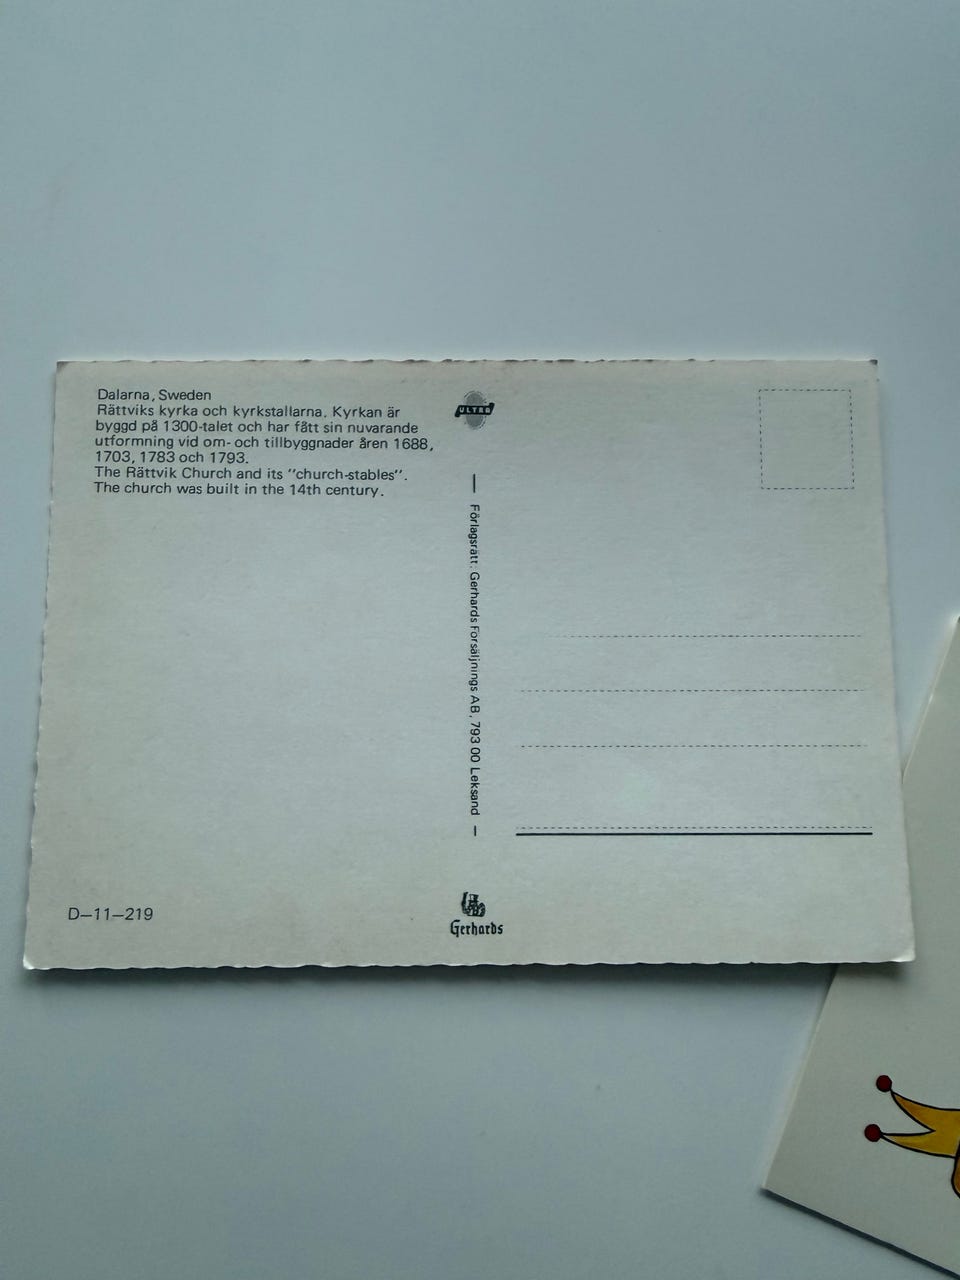 Dalarna, Sweden
Rättviks kyrka och kyrkstallarna. Kyrkan är
byggd på 1300-talet och har fått sin nuvarande
utformning vid om- och tillbyggnader åren 1688,
1703, 1783 och 1793.
The Rättvik Church and its "church-stables".
The church was built in the 14th century.
ULTRA
— Förlagsrätt. Gerhards Försäljnings AB, 793 00 Leksand —
D—11—219
Gerhards